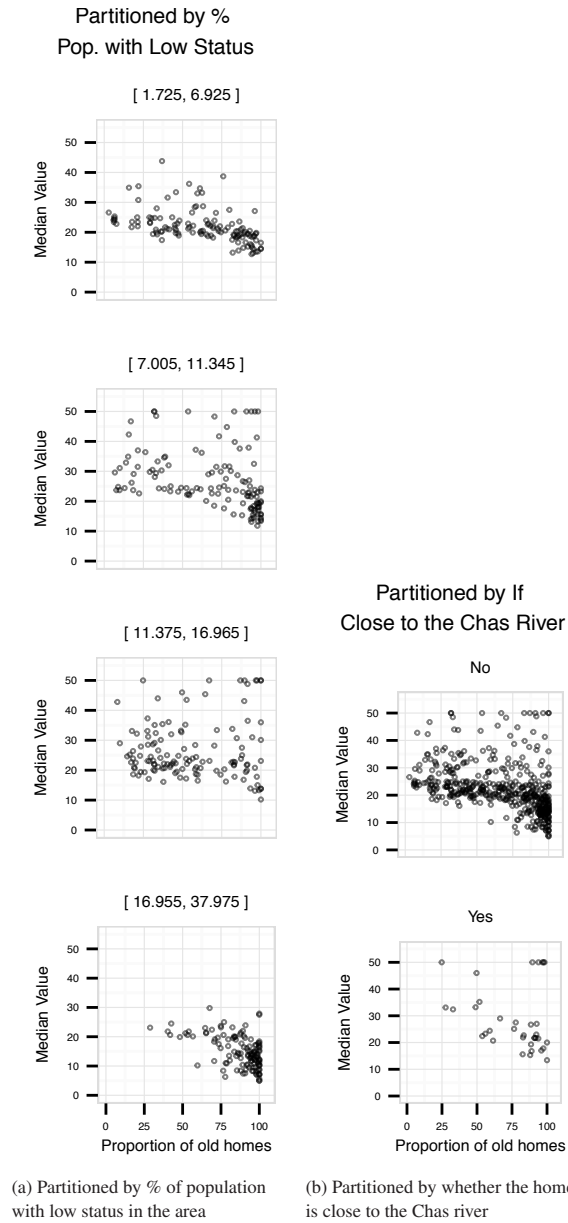 Partitioned by %
Pop. with Low Status
[ 1.725, 6.925 ]
50
40
30
20
10
0
Median Value
[ 7.005, 11.345 ]
50
40
30
20
10
0
Median Value
[ 11.375, 16.965 ]
50
40
30
20
10
0
Median Value
[ 16.955, 37.975 ]
50
40
30
20
10
0
Median Value
0 25 50 75 100
Proportion of old homes
(a) Partitioned by % of population
with low status in the area
Partitioned by If
Close to the Chas River
No
50
40
30
20
10
0
Median Value
Yes
50
40
30
20
10
0
Median Value
0 25 50 75 100
Proportion of old homes
(b) Partitioned by whether the home
is close to the Chas river